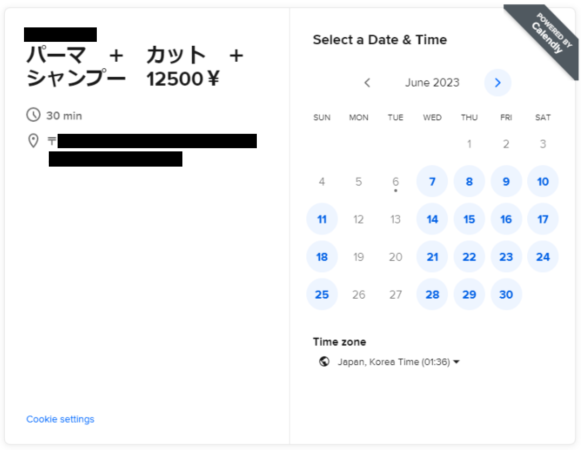 パーマ　＋　カット　＋
シャンプー　12500¥
30 min
〒
Cookie settings
POWERED BY
Calendly
Select a Date & Time
June 2023
SUN MON TUE WED THU FRI SAT
1 2 3
4 5 6 7 8 9 10
11 12 13 14 15 16 17
18 19 20 21 22 23 24
25 26 27 28 29 30
Time zone
Japan, Korea Time (01:36)